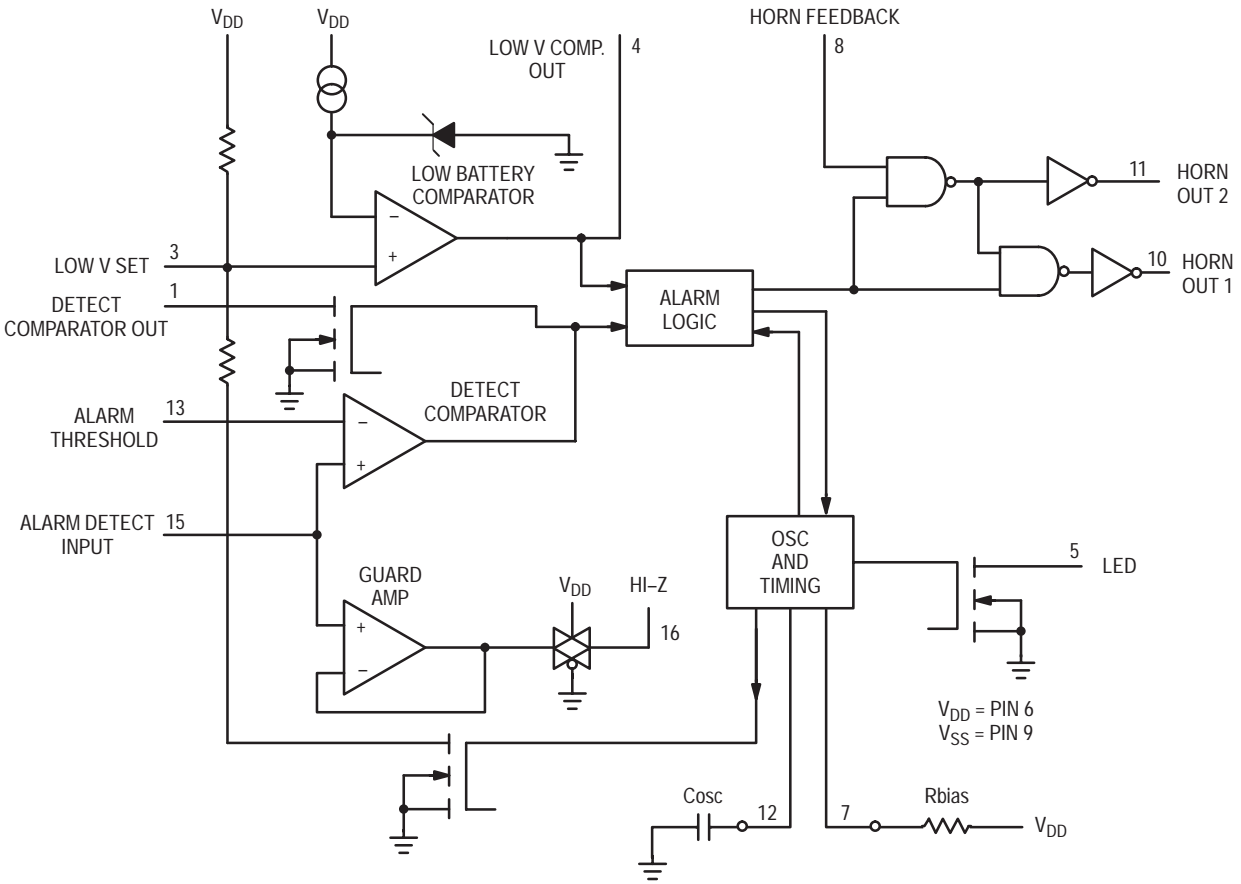 VDD
VDD
LOW V COMP.
OUT
4
HORN FEEDBACK
8
LOW BATTERY
COMPARATOR
–
+
11
HORN
OUT 2
LOW V SET
3
10
HORN
OUT 1
DETECT
COMPARATOR OUT
1
ALARM
LOGIC
ALARM
THRESHOLD
13
DETECT
COMPARATOR
–
+
ALARM DETECT
INPUT
15
OSC
AND
TIMING
5
LED
GUARD
AMP
+
–
VDD
HI–Z
16
VDD = PIN 6
VSS = PIN 9
Cosc
12
7
Rbias
VDD